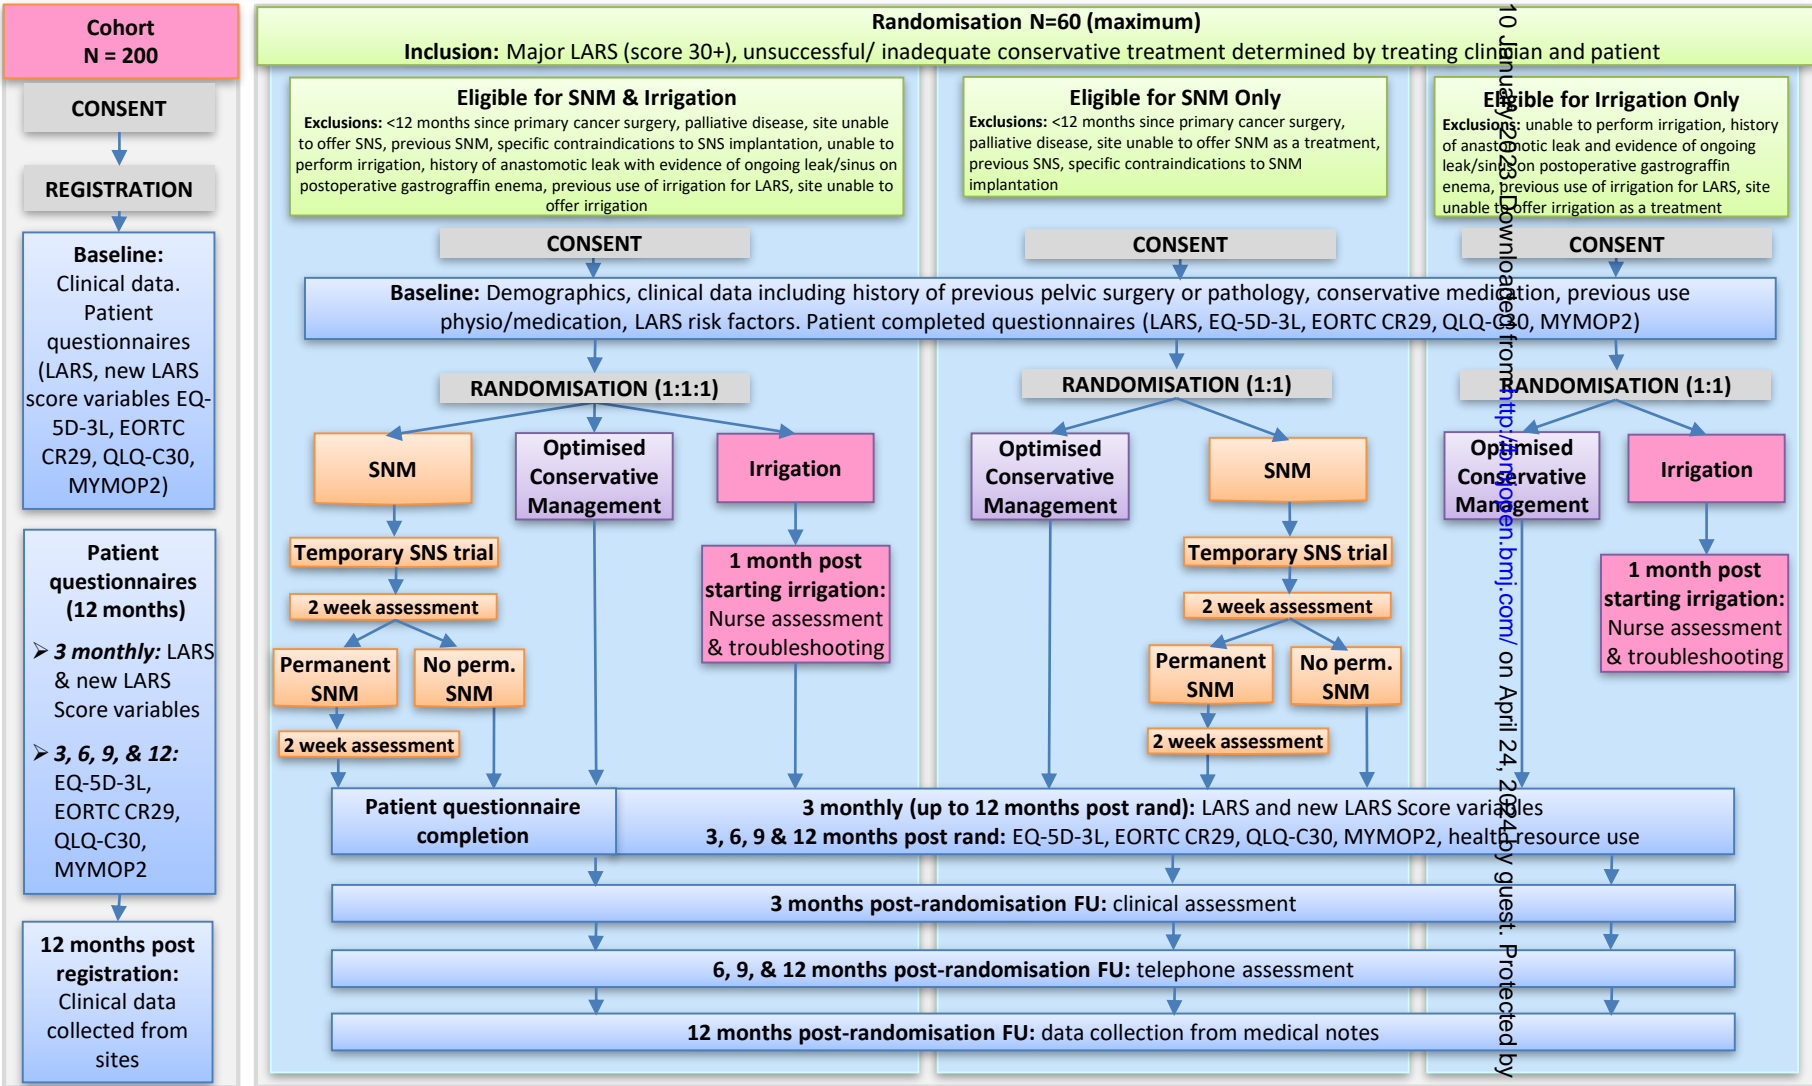 Cohort
N = 200
CONSENT
REGISTRATION
Baseline:
Clinical data.
Patient
questionnaires
(LARS, new LARS
score variables EQ-
5D-3L, EORTC
CR29, QLQ-C30,
MYMOP2)
Patient
questionnaires
(12 months)
➢ 3 monthly: LARS
& new LARS
Score variables
➢ 3, 6, 9, & 12:
EQ-5D-3L,
EORTC CR29,
QLQ-C30,
MYMOP2
12 months post
registration:
Clinical data
collected from
sites
Randomisation N=60 (maximum)
Inclusion: Major LARS (score 30+), unsuccessful/ inadequate conservative treatment determined by treating clinician and patient
Eligible for SNM & Irrigation
Exclusions: <12 months since primary cancer surgery, palliative disease, site unable
to offer SNS, previous SNM, specific contraindications to SNS implantation, unable to
perform irrigation, history of anastomotic leak with evidence of ongoing leak/sinus on
postoperative gastrograffin enema, previous use of irrigation for LARS, site unable to
offer irrigation
Eligible for SNM Only
Exclusions: <12 months since primary cancer surgery,
palliative disease, site unable to offer SNM as a treatment,
previous SNS, specific contraindications to SNM
implantation
Eligible for Irrigation Only
Exclusions: unable to perform irrigation, history
of anastomotic leak and evidence of ongoing
leak/sinus on postoperative gastrograffin
enema, previous use of irrigation for LARS, site
unable to offer irrigation as a treatment
CONSENT
CONSENT
CONSENT
Baseline: Demographics, clinical data including history of previous pelvic surgery or pathology, conservative medication, previous use
physio/medication, LARS risk factors. Patient completed questionnaires (LARS, EQ-5D-3L, EORTC CR29, QLQ-C30, MYMOP2)
RANDOMISATION (1:1:1)
RANDOMISATION (1:1)
RANDOMISATION (1:1)
SNM
Optimised
Conservative
Management
Irrigation
Temporary SNS trial
2 week assessment
Permanent
SNM
No perm.
SNM
2 week assessment
1 month post
starting irrigation:
Nurse assessment
& troubleshooting
Optimised
Conservative
Management
SNM
Temporary SNS trial
2 week assessment
Permanent
SNM
No perm.
SNM
2 week assessment
Optimised
Conservative
Management
Irrigation
1 month post
starting irrigation:
Nurse assessment
& troubleshooting
Patient questionnaire
completion
3 monthly (up to 12 months post rand): LARS and new LARS Score variables
3, 6, 9 & 12 months post rand: EQ-5D-3L, EORTC CR29, QLQ-C30, MYMOP2, health resource use
3 months post-randomisation FU: clinical assessment
6, 9, & 12 months post-randomisation FU: telephone assessment
12 months post-randomisation FU: data collection from medical notes
10 January 2023. Downloaded from http://bmjopen.bmj.com/ on April 24, 2024 by guest. Protected by